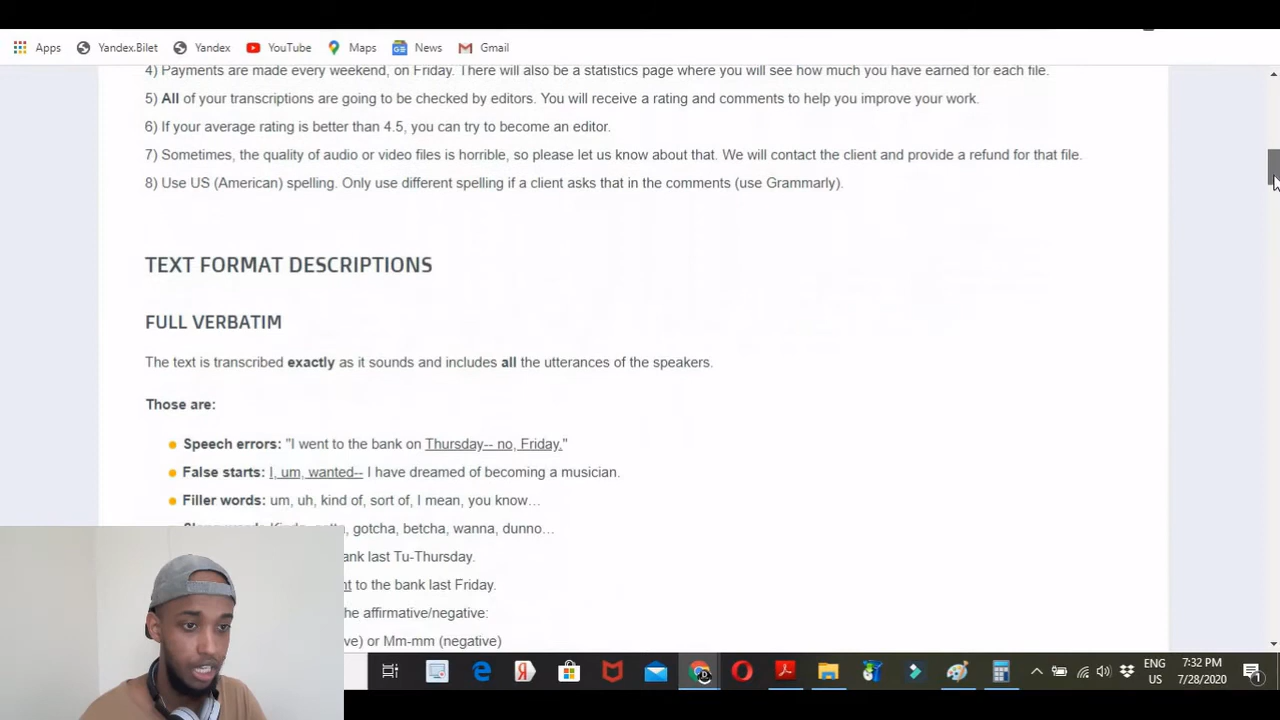 Apps Yandex.Bilet Yandex YouTube Maps News Gmail
4) Payments are made every weekend, on Friday. There will also be a statistics page where you will see how much you have earned for each file.
5) All of your transcriptions are going to be checked by editors. You will receive a rating and comments to help you improve your work.
6) If your average rating is better than 4.5, you can try to become an editor.
7) Sometimes, the quality of audio or video files is horrible, so please let us know about that. We will contact the client and provide a refund for that file.
8) Use US (American) spelling. Only use different spelling if a client asks that in the comments (use Grammarly).
TEXT FORMAT DESCRIPTIONS
FULL VERBATIM
The text is transcribed exactly as it sounds and includes all the utterances of the speakers.
Those are:
Speech errors: "I went to the bank on Thursday-- no, Friday."
False starts: I, um, wanted-- I have dreamed of becoming a musician.
Filler words: um, uh, kind of, sort of, I mean, you know…
gotcha, betcha, wanna, dunno…
ank last Tu-Thursday.
to the bank last Friday.
he affirmative/negative:
ve) or Mm-mm (negative)
ENG
US
7:32 PM
7/28/2020
1